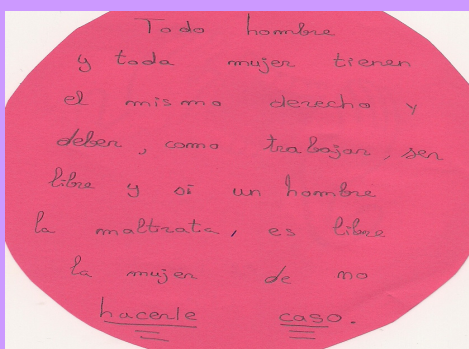 Todo hombre
y toda mujer tienen
el mismo derecho y
deber, como trabajar, ser
libre y si un hombre
la maltrata, es libre
la mujer de no
hacerle caso.